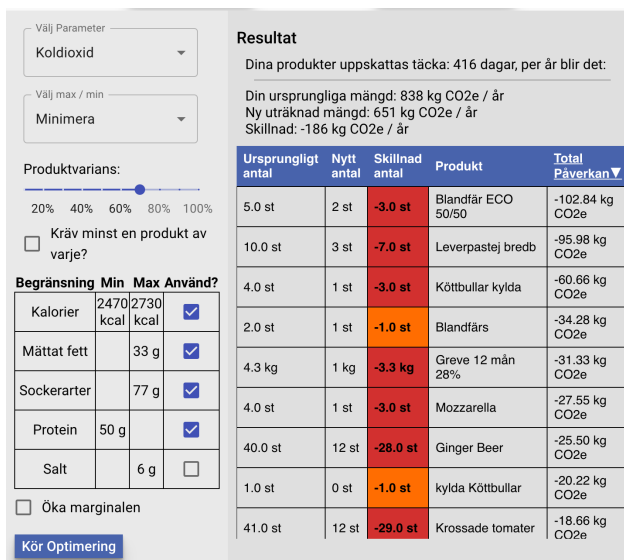 Välj Parameter
Koldioxid
Välj max / min
Minimera
Produktvarians:
20% 40% 60% 80% 100%
Kräv minst en produkt av
varje?
Begränsning Min Max Använd?
Kalorier 2470 kcal 2730 kcal
Mättat fett 33 g
Sockerarter 77 g
Protein 50 g
Salt 6 g
Öka marginalen
Kör Optimering
Resultat
Dina produkter uppskattas täcka: 416 dagar, per år blir det:
Din ursprungliga mängd: 838 kg CO2e / år
Ny uträknad mängd: 651 kg CO2e / år
Skillnad: -186 kg CO2e / år
Ursprungligt antal Nytt antal Skillnad antal Produkt Total Påverkan▼
5.0 st 2 st -3.0 st Blandfär ECO 50/50 -102.84 kg CO2e
10.0 st 3 st -7.0 st Leverpastej bredb -95.98 kg CO2e
4.0 st 1 st -3.0 st Köttbullar kylda -60.66 kg CO2e
2.0 st 1 st -1.0 st Blandfärs -34.28 kg CO2e
4.3 kg 1 kg -3.3 kg Greve 12 mån 28% -31.33 kg CO2e
4.0 st 1 st -3.0 st Mozzarella -27.55 kg CO2e
40.0 st 12 st -28.0 st Ginger Beer -25.50 kg CO2e
1.0 st 0 st -1.0 st kylda Köttbullar -20.22 kg CO2e
41.0 st 12 st -29.0 st Krossade tomater -18.66 kg CO2e